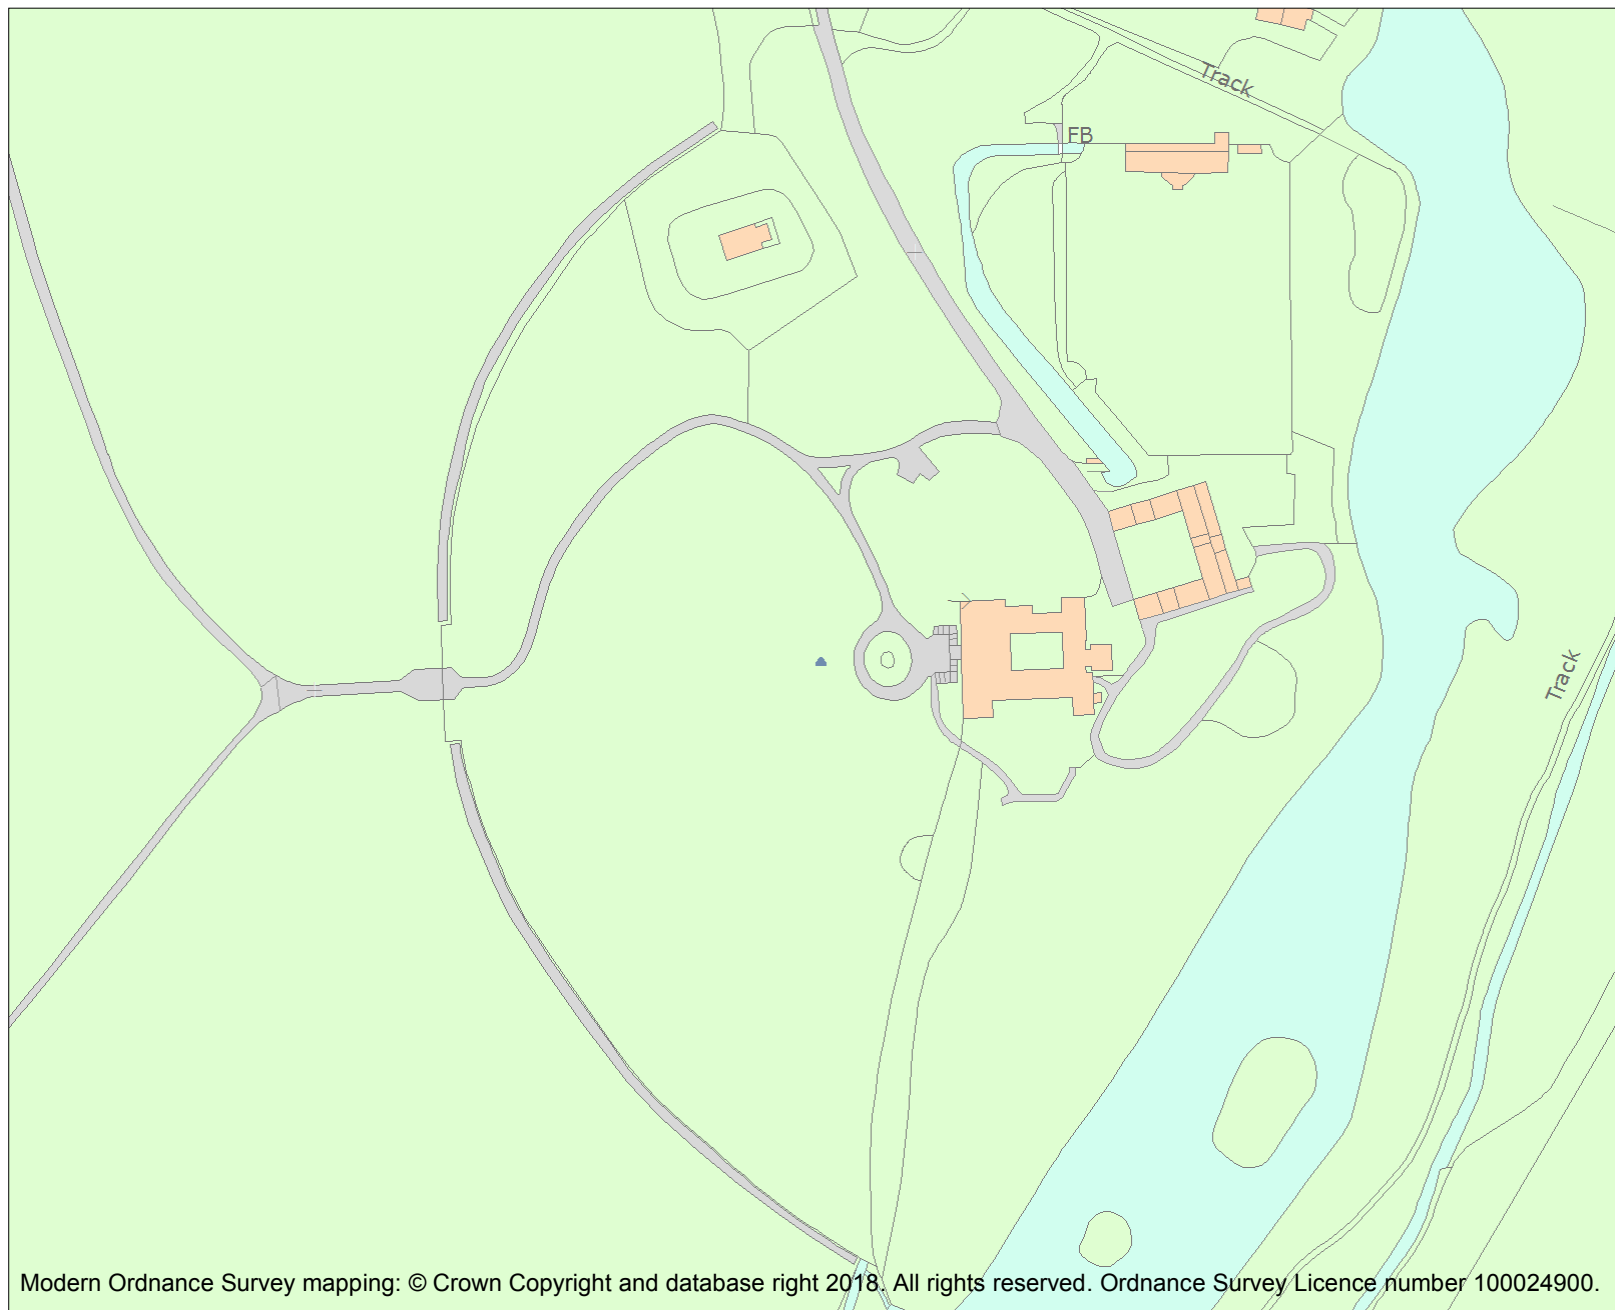 Track
FB
Track
Modern Ordnance Survey mapping: © Crown Copyright and database right 2018. All rights reserved. Ordnance Survey Licence number 100024900.